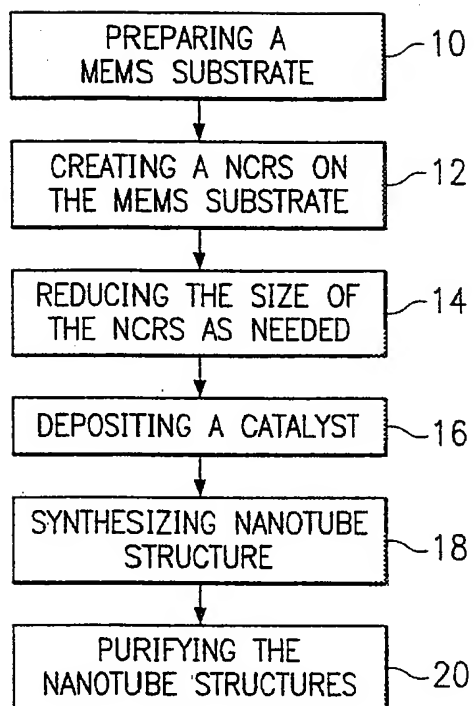 PREPARING A
MEMS SUBSTRATE
10
CREATING A NCRS ON
THE MEMS SUBSTRATE
12
REDUCING THE SIZE OF
THE NCRS AS NEEDED
14
DEPOSITING A CATALYST
16
SYNTHESIZING NANOTUBE
STRUCTURE
18
PURIFYING THE
NANOTUBE STRUCTURES
20